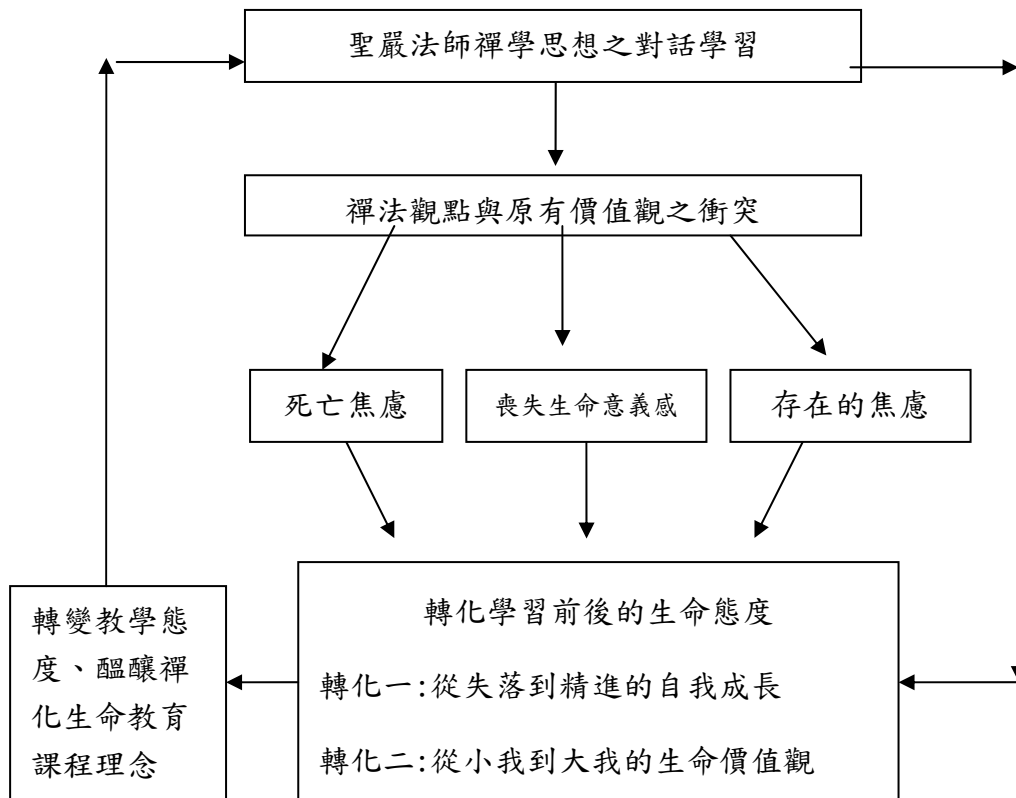 聖嚴法師禪學思想之對話學習
禪法觀點與原有價值觀之衝突
死亡焦慮
喪失生命意義感
存在的焦慮
轉化學習前後的生命態度
轉化一:從失落到精進的自我成長
轉化二:從小我到大我的生命價值觀
轉變教學態
度、醞釀禪
化生命教育
課程理念